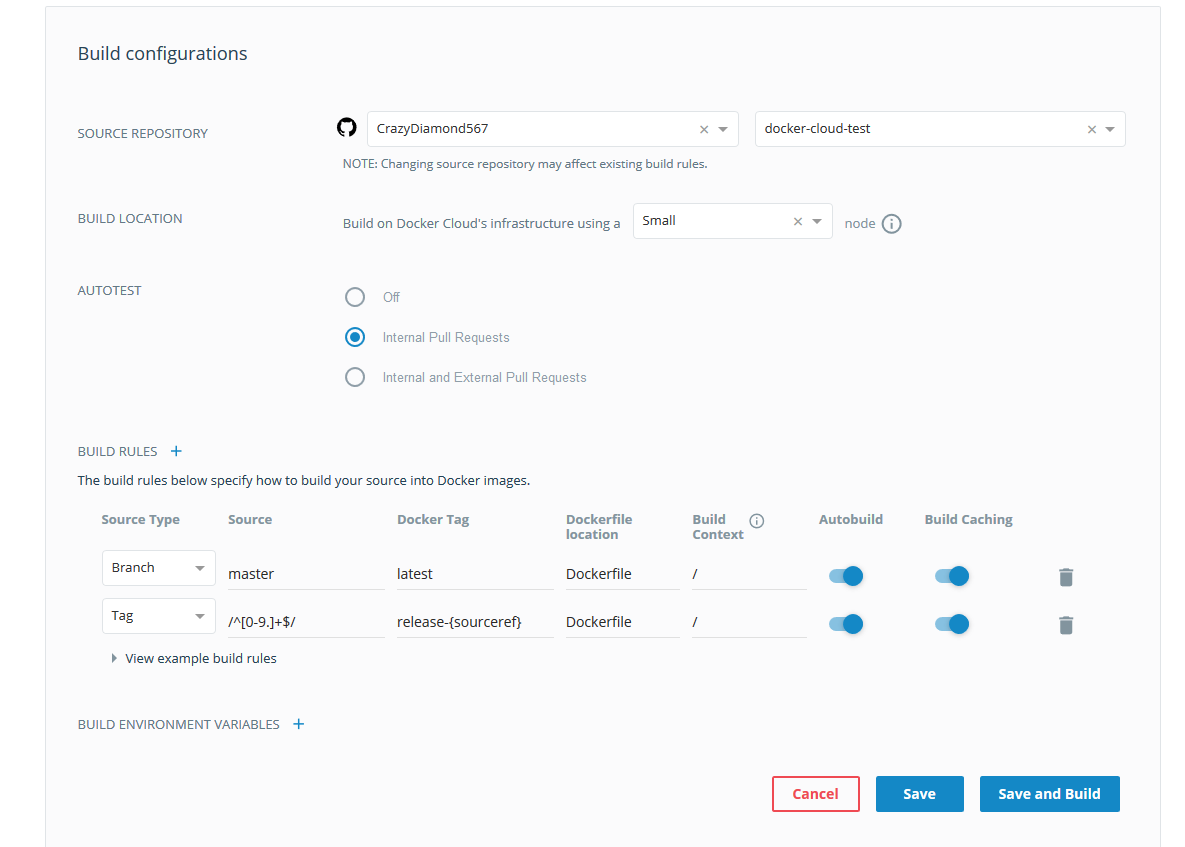 Build configurations
SOURCE REPOSITORY
CrazyDiamond567
docker-cloud-test
NOTE: Changing source repository may affect existing build rules.
BUILD LOCATION
Build on Docker Cloud's infrastructure using a
Small
node
AUTOTEST
Off
Internal Pull Requests
Internal and External Pull Requests
BUILD RULES +
The build rules below specify how to build your source into Docker images.
Source Type
Source
Docker Tag
Dockerfile
location
Build
Context
Autobuild
Build Caching
Branch
master
latest
Dockerfile
/
Tag
/^[0-9.]+$/
release-{sourceref}
Dockerfile
/
View example build rules
BUILD ENVIRONMENT VARIABLES +
Cancel
Save
Save and Build